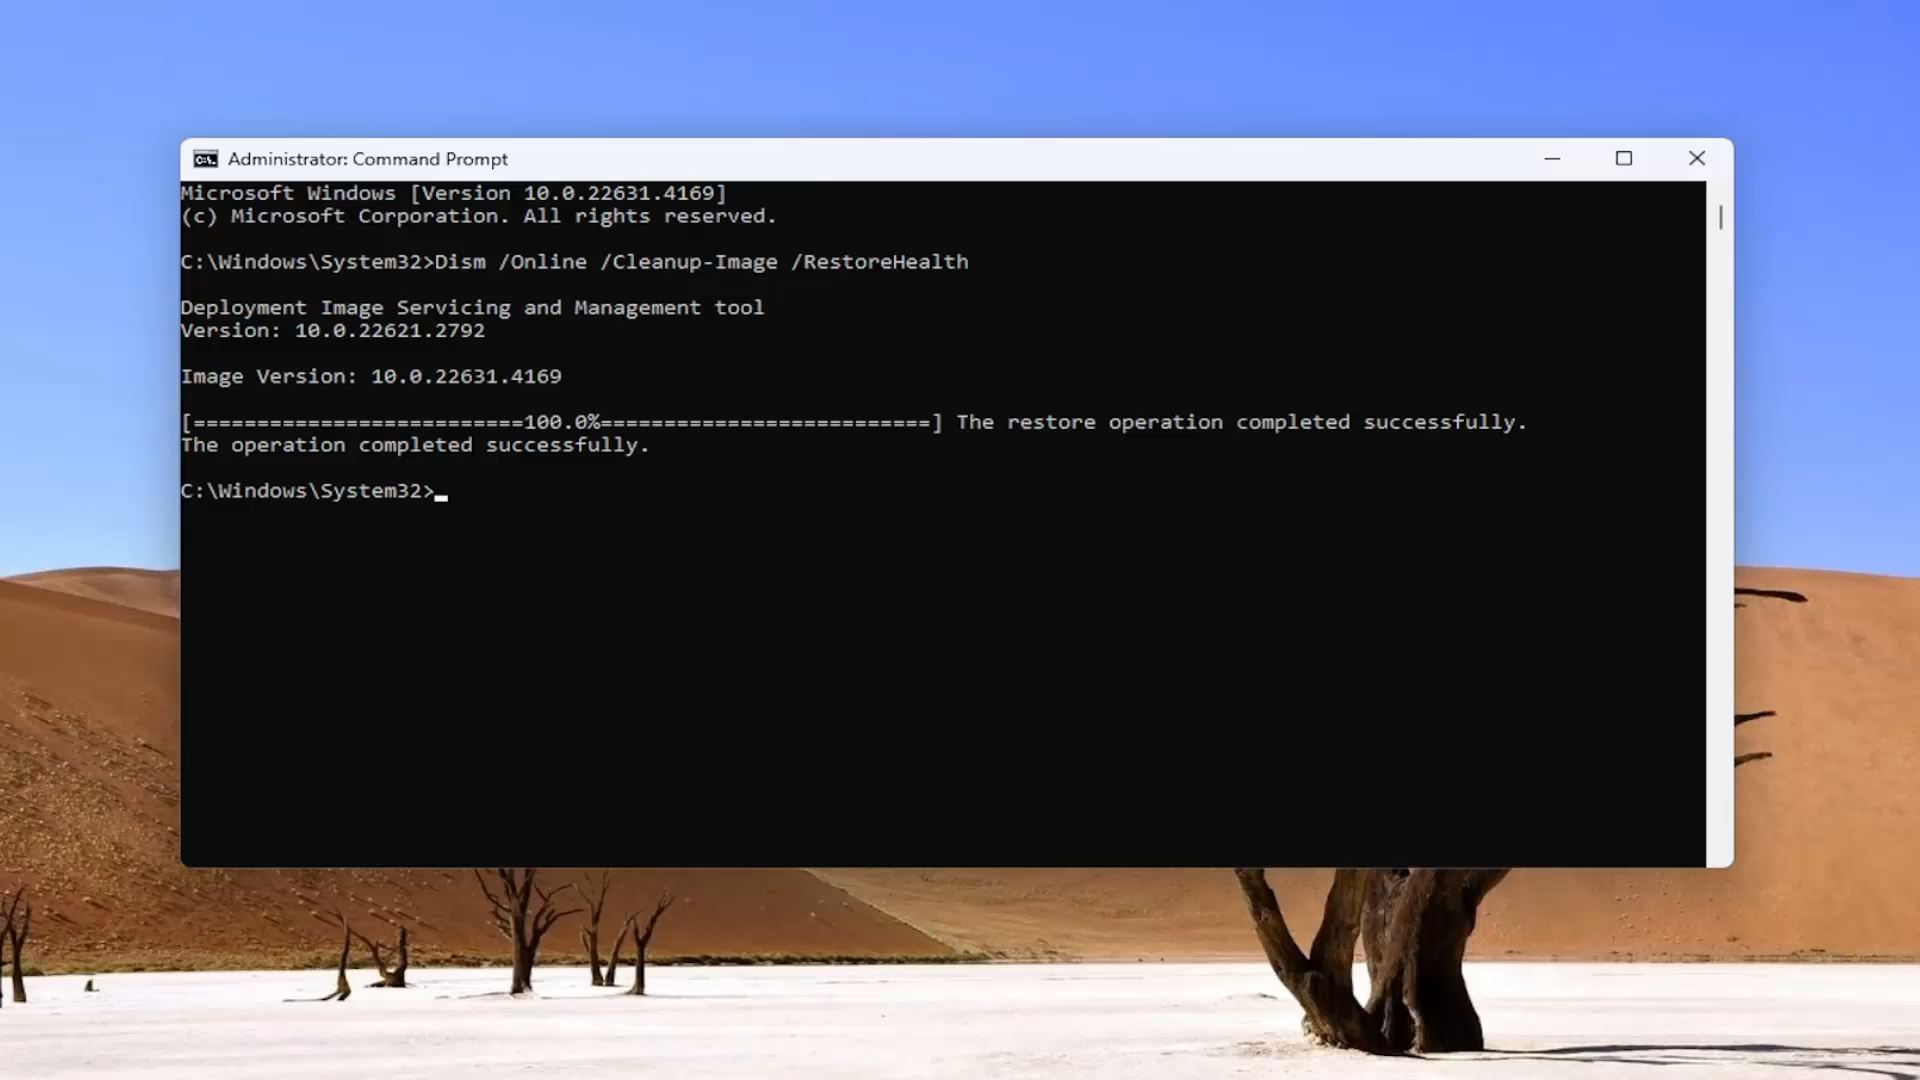 Administrator: Command Prompt
Microsoft Windows [Version 10.0.22631.4169]
(c) Microsoft Corporation. All rights reserved.
C:\Windows\System32>Dism /Online /Cleanup-Image /RestoreHealth
Deployment Image Servicing and Management tool
Version: 10.0.22621.2792
Image Version: 10.0.22631.4169
[==========================100.0%==========================] The restore operation completed successfully.
The operation completed successfully.
C:\Windows\System32>